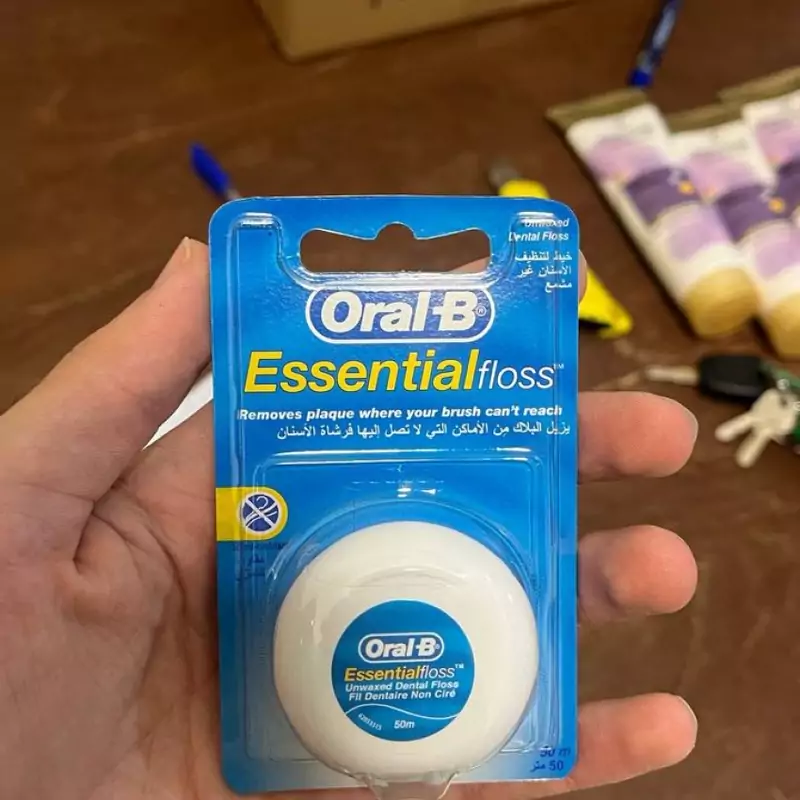 Unwaxed
Dental Floss
خيط لتنظيف
الأسنان غير
مشمع
Oral-B®
Essentialfloss™
Removes plaque where your brush can't reach
يزيل البلاك من الأماكن التي لا تصل إليها فرشاة الأسنان
Oral-B®
Essentialfloss™
Unwaxed Dental Floss
Fil Dentaire Non Ciré
50m
50 m
50 متر